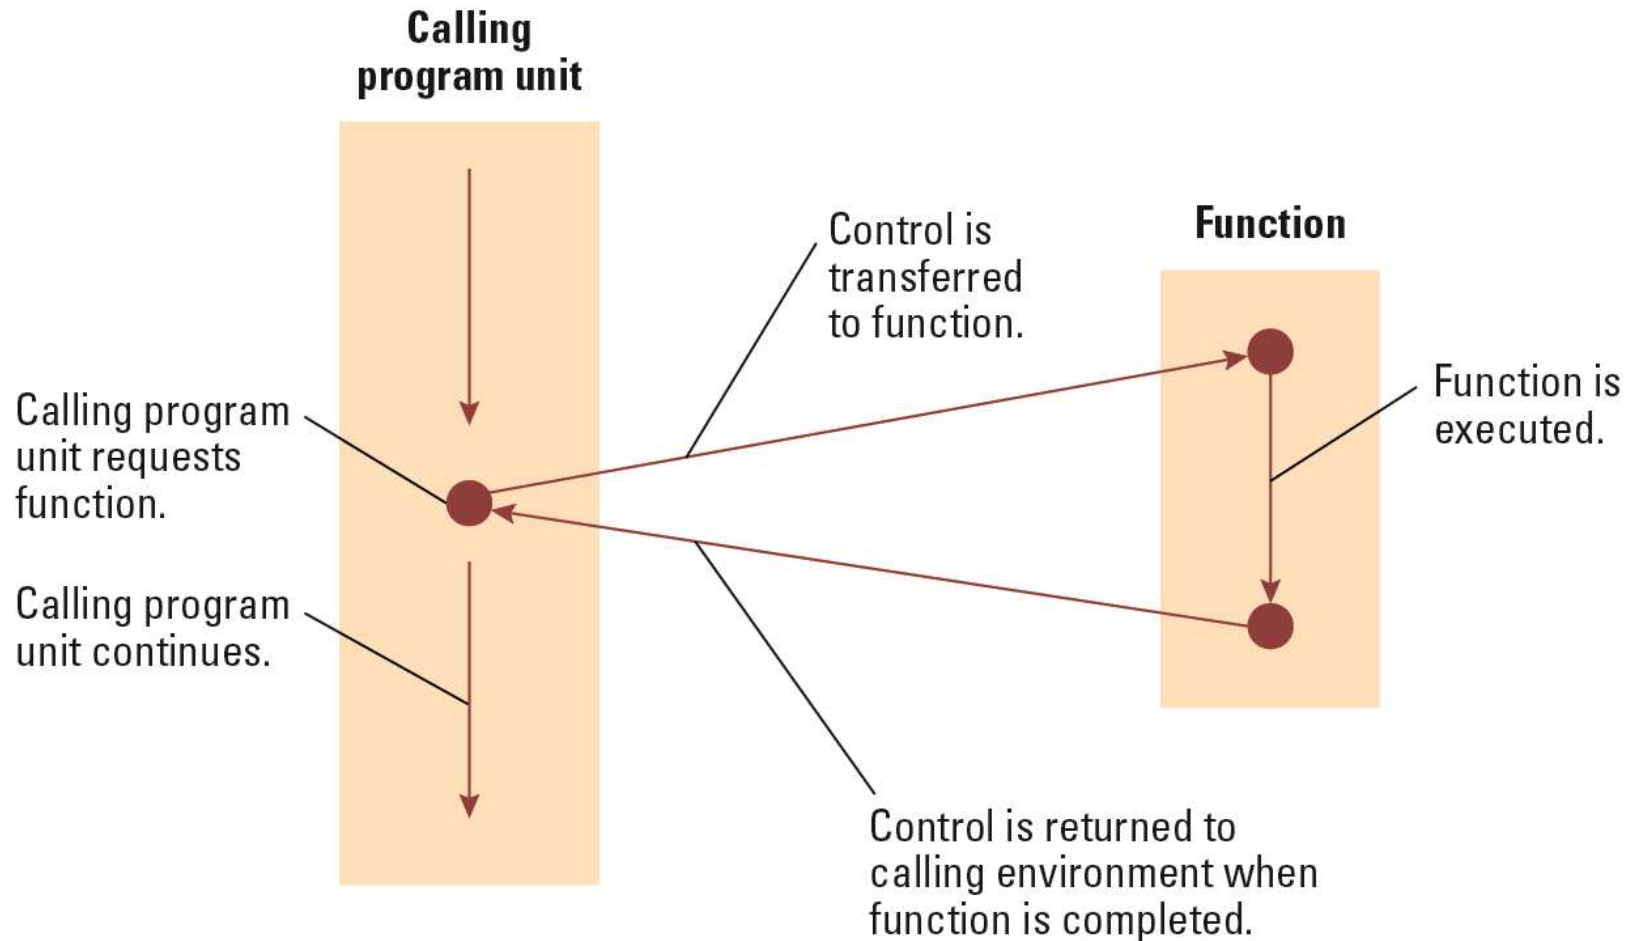 Calling
program unit
Control is
transferred
to function.
Function
Calling program
unit requests
function.
Function is
executed.
Calling program
unit continues.
Control is returned to
calling environment when
function is completed.